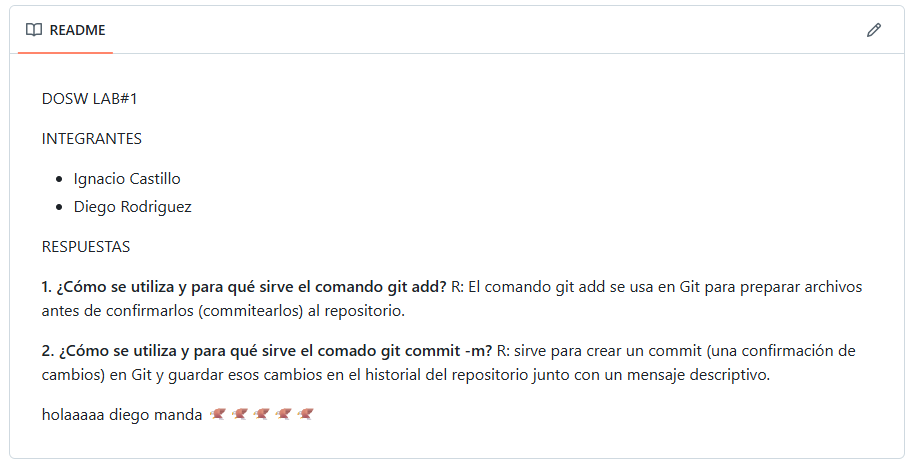 README
DOSW LAB#1
INTEGRANTES
Ignacio Castillo
Diego Rodriguez
RESPUESTAS
1. ¿Cómo se utiliza y para qué sirve el comando git add? R: El comando git add se usa en Git para preparar archivos
antes de confirmarlos (commitearlos) al repositorio.
2. ¿Cómo se utiliza y para qué sirve el comado git commit -m? R: sirve para crear un commit (una confirmación de
cambios) en Git y guardar esos cambios en el historial del repositorio junto con un mensaje descriptivo.
holaaaaa diego manda